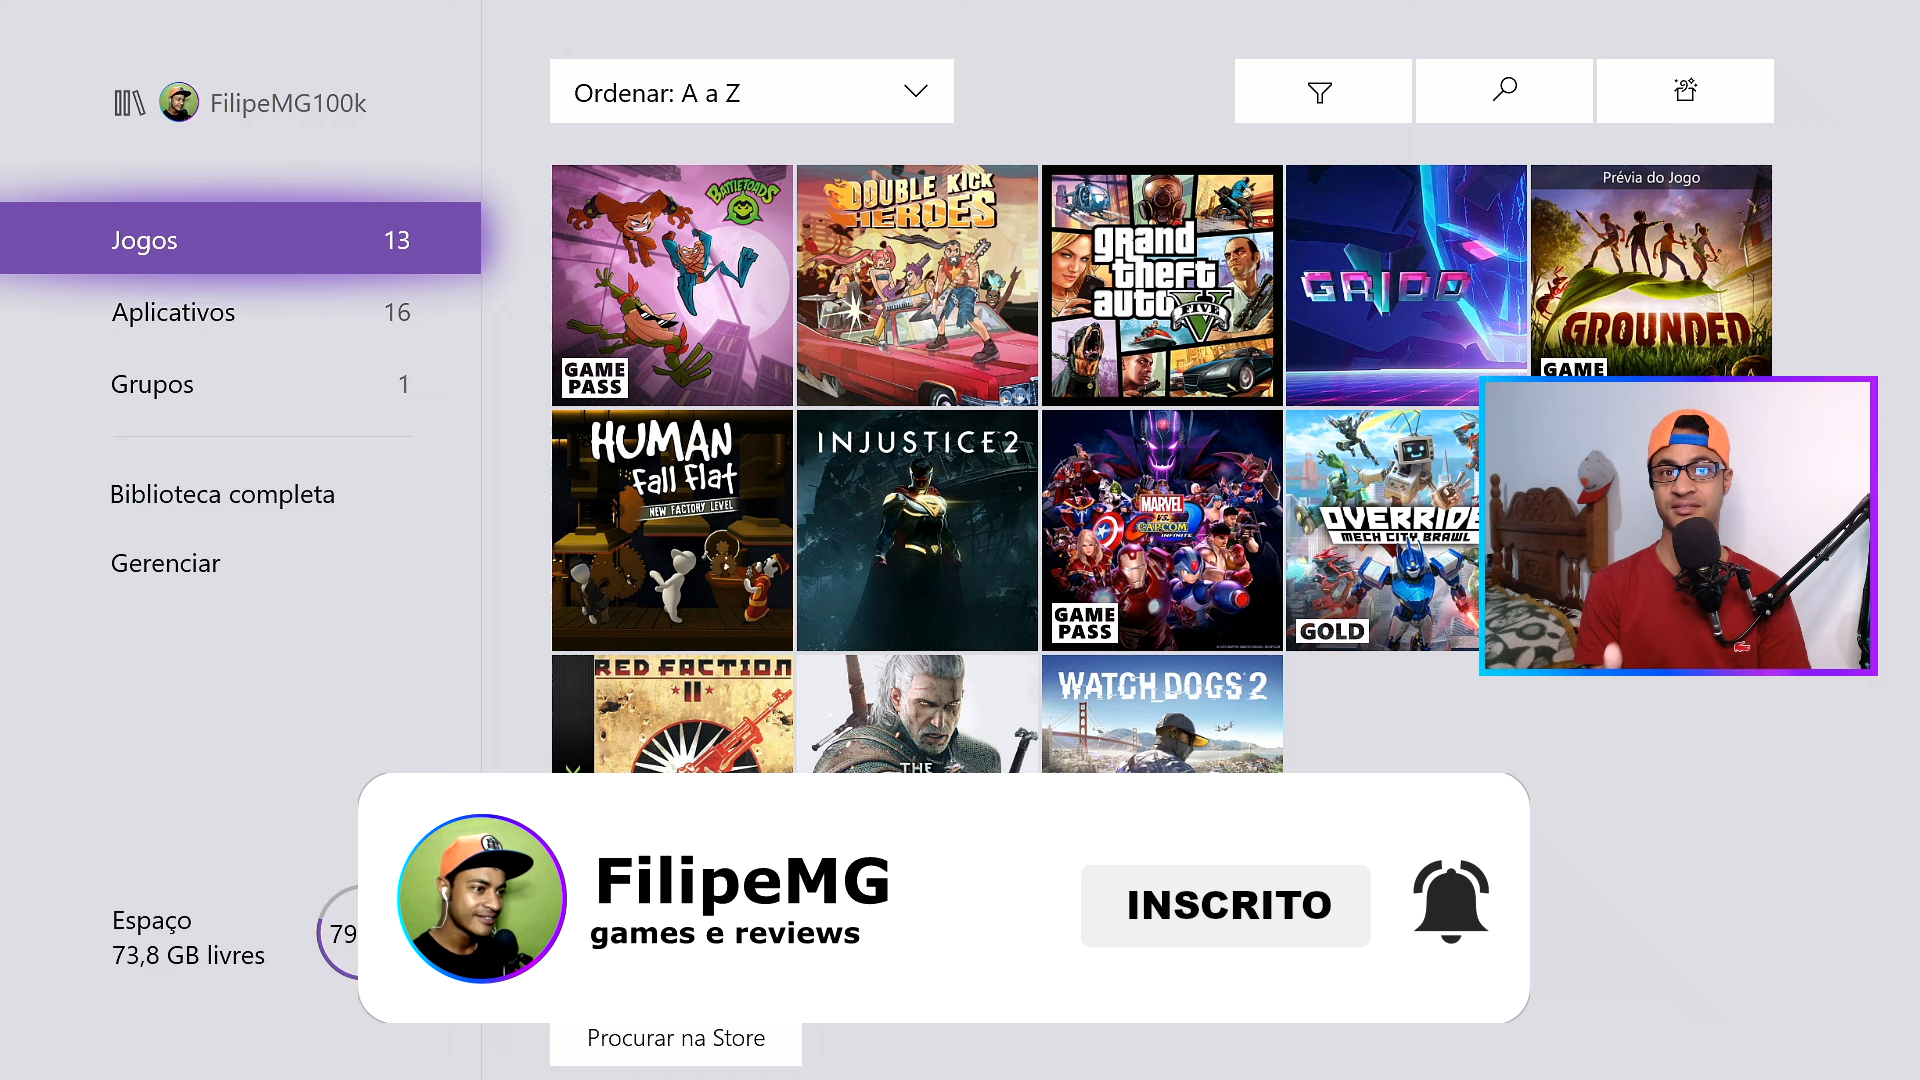 FilipeMG100k
Ordenar: A a Z
Jogos 13
Aplicativos 16
Grupos 1
Biblioteca completa
Gerenciar
Espaço
73,8 GB livres
79
BATTLETOADS
GAME
PASS
DOUBLE KICK
HEROES
grand
theft
auto
FIVE
GRIDD
Prévia do Jogo
GROUNDED
GAME
HUMAN
fall flat
NEW FACTORY LEVEL
INJUSTICE 2
MARVEL
VS
CAPCOM
INFINITE
GAME
PASS
OVERRIDE
MECH CITY BRAWL
GOLD
RED FACTION
II
THE
WATCH DOGS 2
FilipeMG
games e reviews
INSCRITO
Procurar na Store